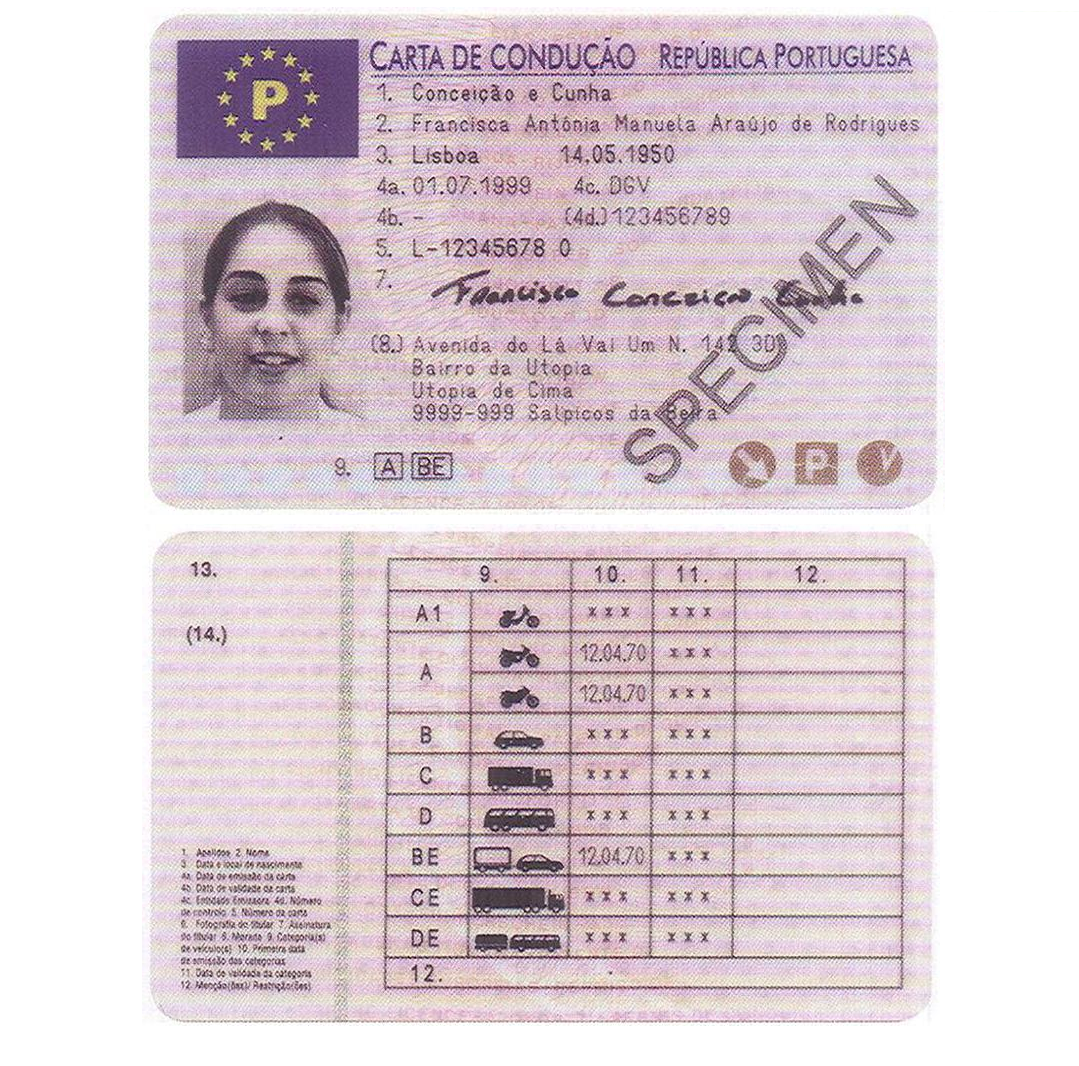 P
CARTA DE CONDUÇÃO REPÚBLICA PORTUGUESA
1. Conceição e Cunha
2. Francisca Antónia Manuela Araújo de Rodrigues
3. Lisboa 14.05.1950
4a. 01.07.1999 4c. DGV
4b. - (4d.)123456789
5. L-12345678 0
7. Francisca Conceição Cunha
(8.) Avenida do Lá Vai Um N. 142 30
Bairro da Utopia
Utopia de Cima
9999-999 Salpicos da Beira
SPECIMEN
9. A BE
P V
13.
(14.)
9. 10. 11. 12.
A1 x x x x x x
A 12.04.70 x x x
12.04.70 x x x
B x x x x x x
C x x x x x x
D x x x x x x
BE 12.04.70 x x x
CE x x x x x x
DE x x x x x x
12.
1. Apelidos 2. Nome
3. Data e local de nascimento
4a. Data de emissão da carta
4b. Data de validade da carta
4c. Entidade Emissora 4d. Número
de controlo 5. Número da carta
6. Fotografia do titular 7. Assinatura
do titular 8. Morada 9. Categoria(s)
de veículo(s) 10. Primeira data
de emissão das categorias
11. Data de validade da categoria
12. Menção(ões)/ Restrição(ões)